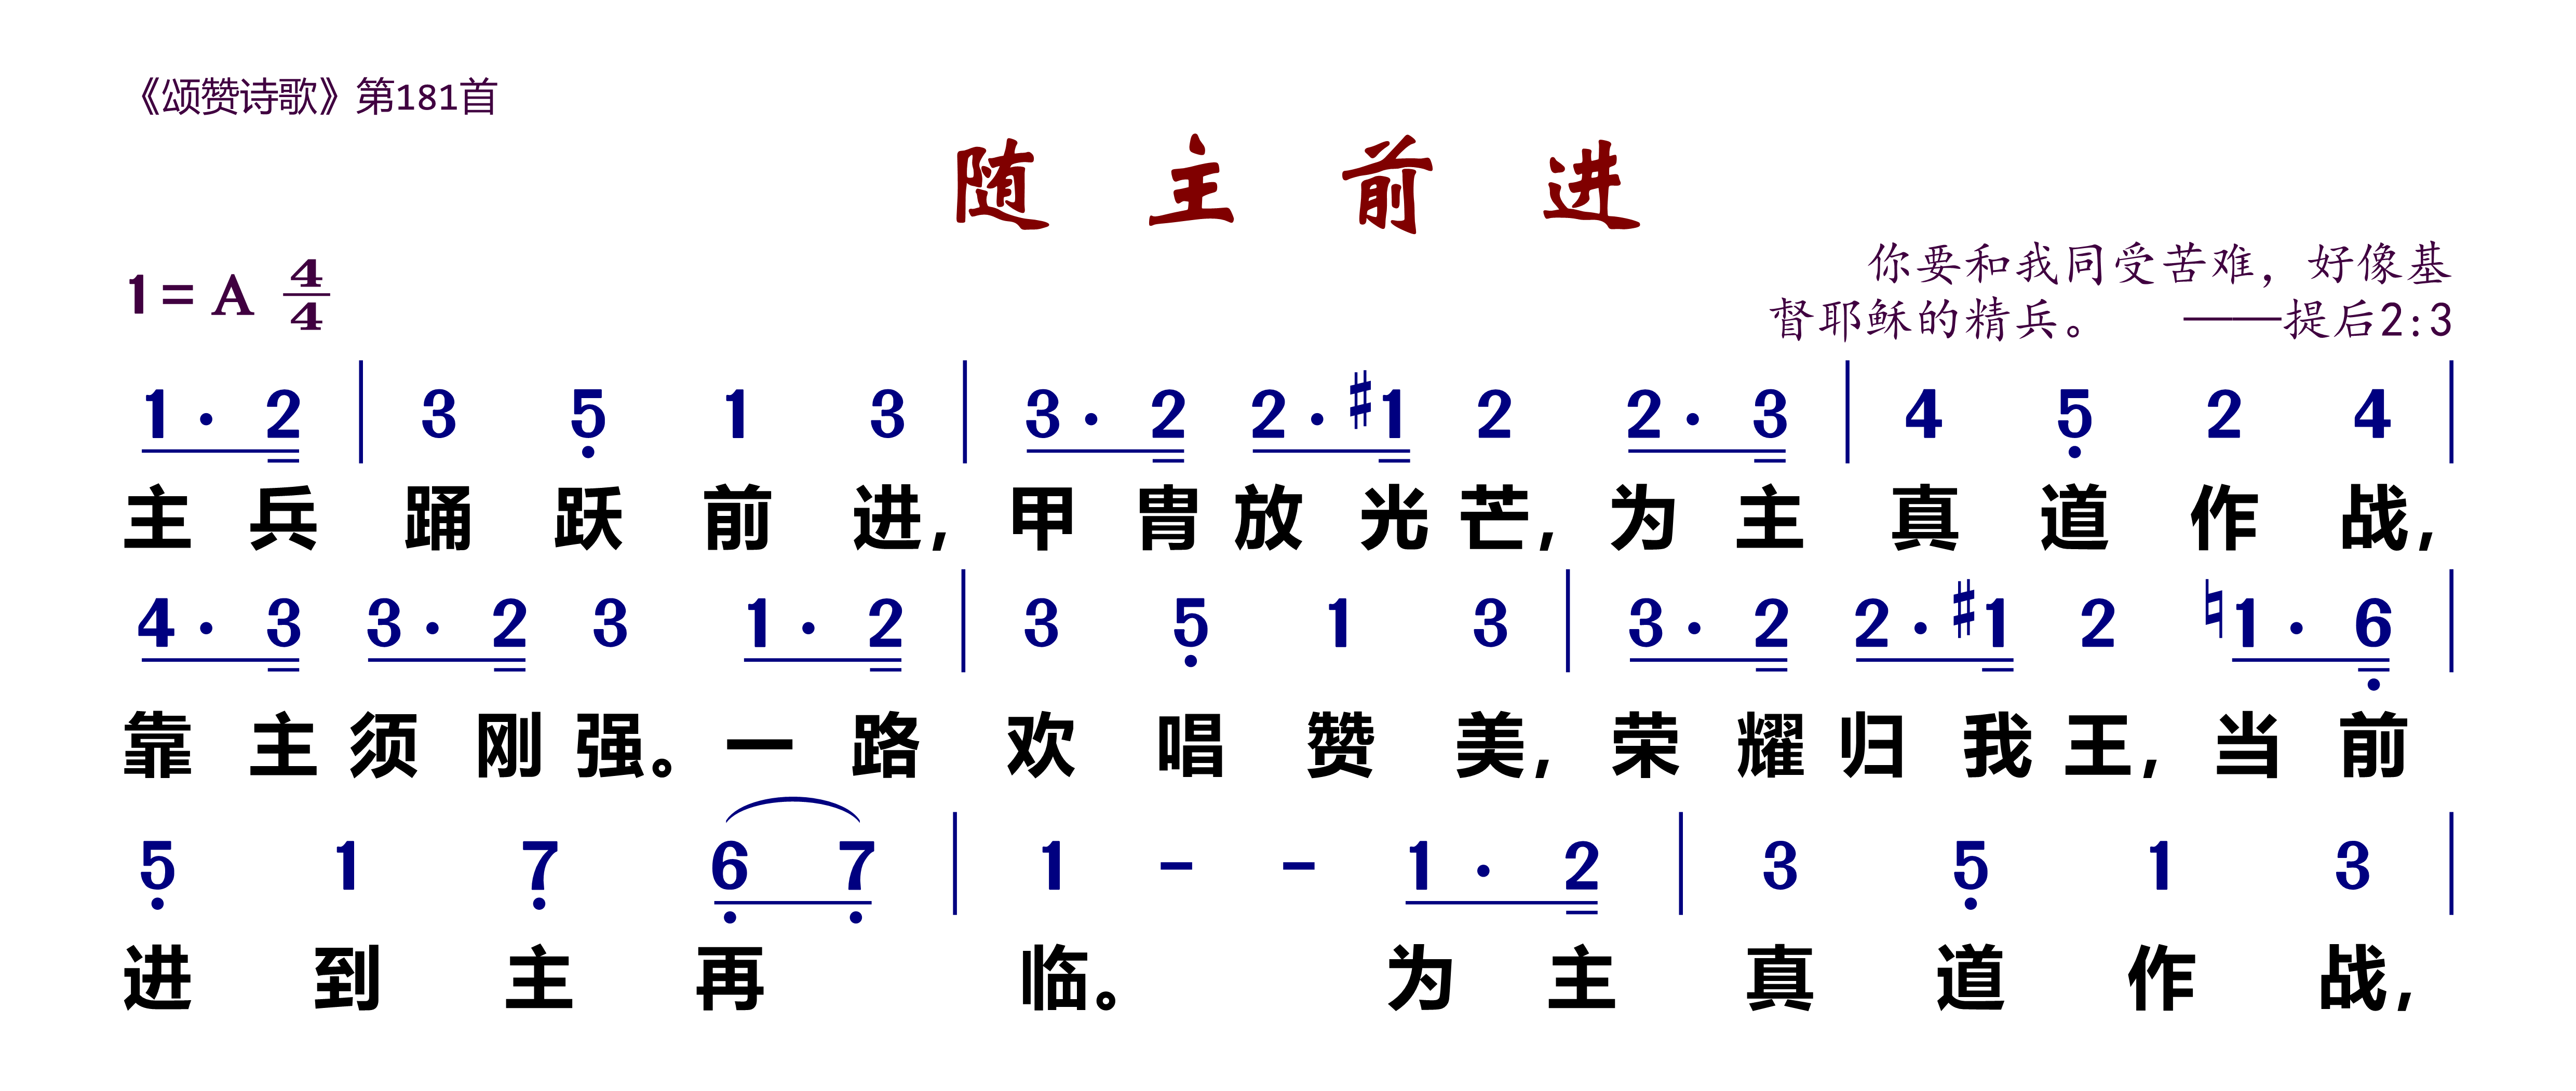 《颂赞诗歌》第181首
随主前进
1=A 4/4
你要和我同受苦难，好像基
督耶稣的精兵。 ——提后2:3
1· 2 | 3 5̣ 1 3 | 3· 2 2· #1 2 2· 3 | 4 5̣ 2 4 |
主兵踊跃前进，甲胄放光芒，为主真道作战，
4· 3 3· 2 3 1· 2 | 3 5̣ 1 3 | 3· 2 2· #1 2 ♮1· 6̣ |
靠主须刚强。一路欢唱赞美，荣耀归我王，当前
5̣ 1 7̣ 6̣ 7̣ | 1 - - 1· 2 | 3 5̣ 1 3 |
进到主再临。为主真道作战，